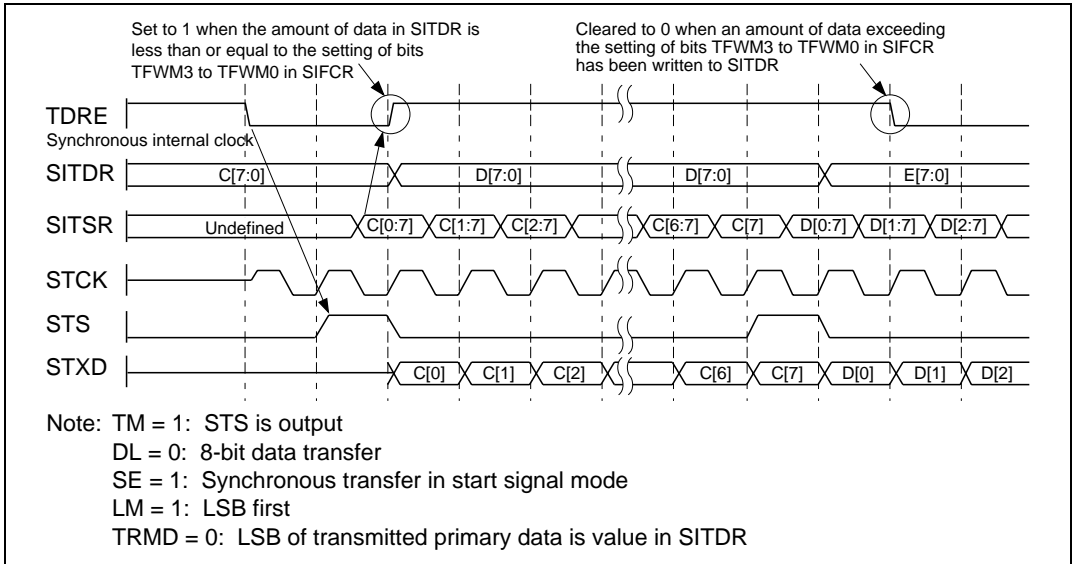 Set to 1 when the amount of data in SITDR is
less than or equal to the setting of bits
TFWM3 to TFWM0 in SIFCR
Cleared to 0 when an amount of data exceeding
the setting of bits TFWM3 to TFWM0 in SIFCR
has been written to SITDR
TDRE
Synchronous internal clock
SITDR C[7:0] D[7:0] D[7:0] E[7:0]
SITSR Undefined C[0:7] C[1:7] C[2:7] C[6:7] C[7] D[0:7] D[1:7] D[2:7]
STCK
STS
STXD C[0] C[1] C[2] C[6] C[7] D[0] D[1] D[2]
Note: TM = 1: STS is output
DL = 0: 8-bit data transfer
SE = 1: Synchronous transfer in start signal mode
LM = 1: LSB first
TRMD = 0: LSB of transmitted primary data is value in SITDR